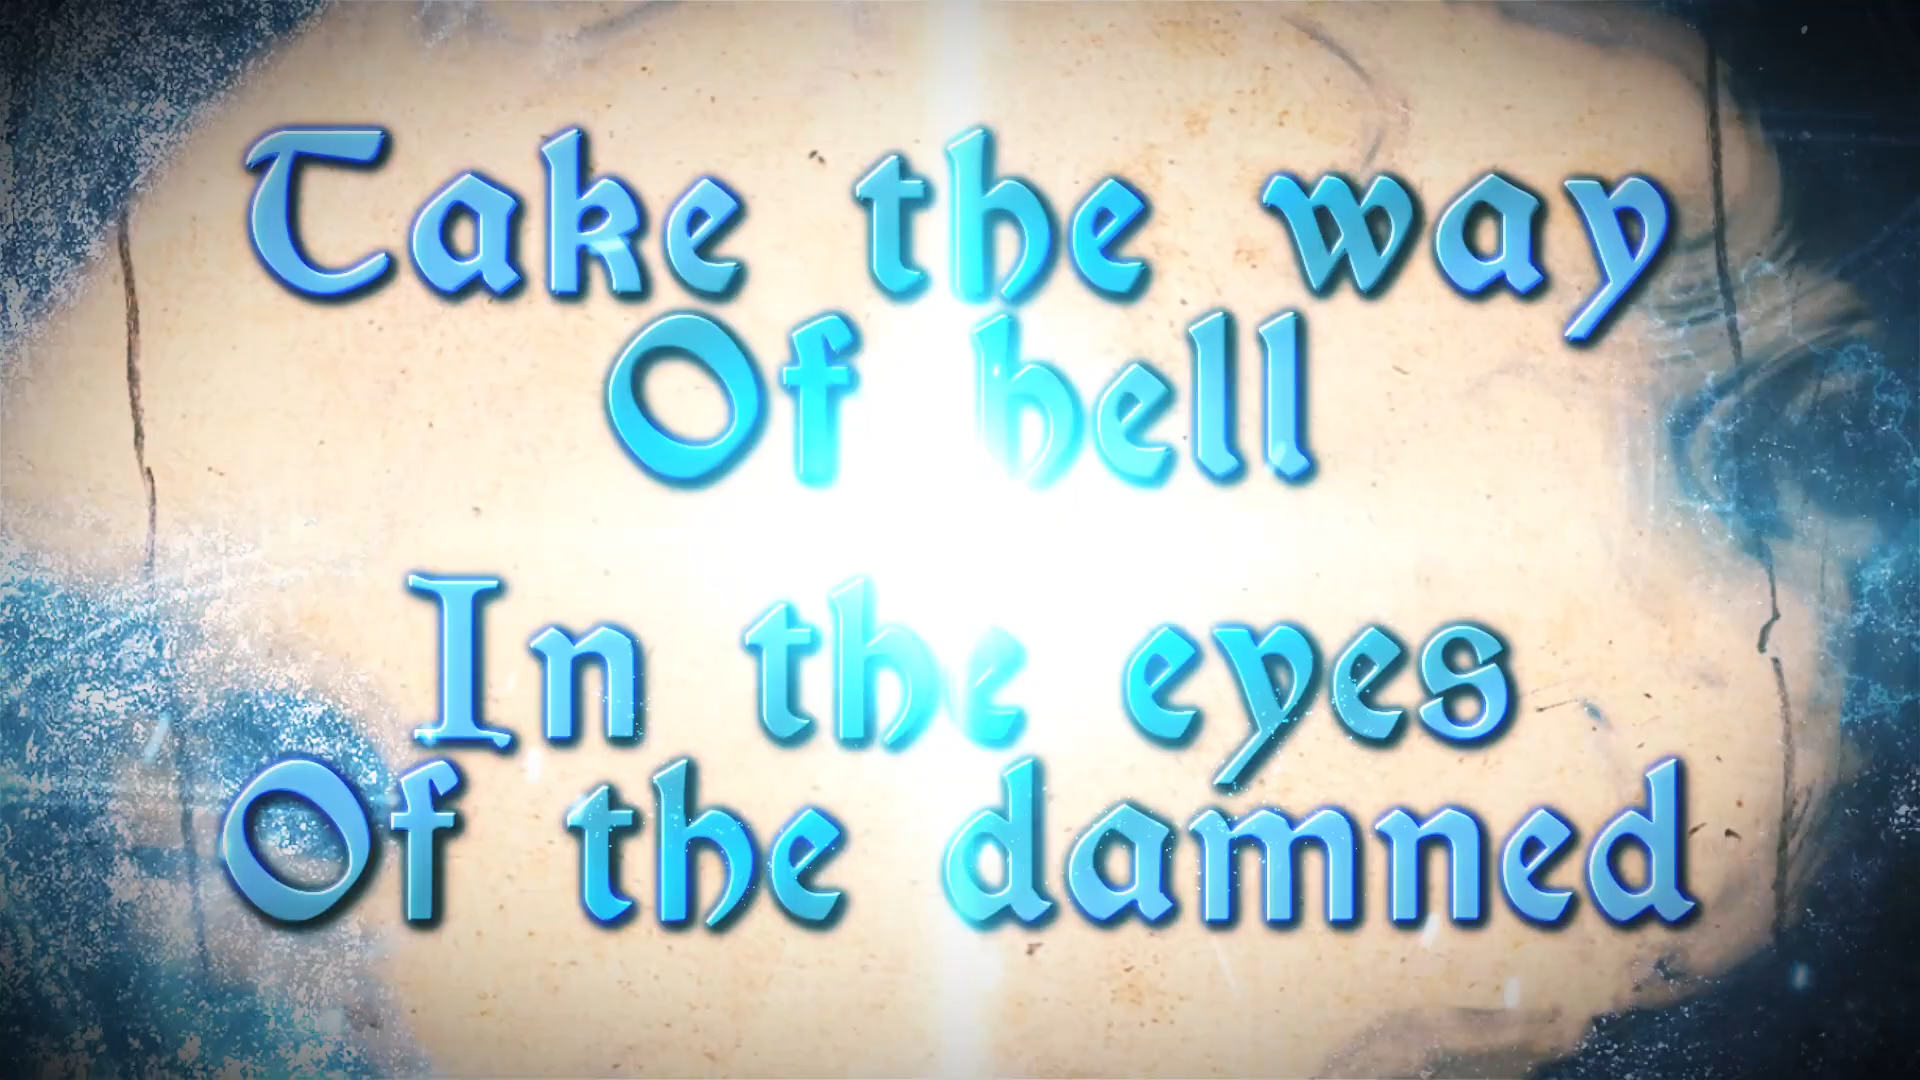 Take the way
Of hell
In the eyes
Of the damned